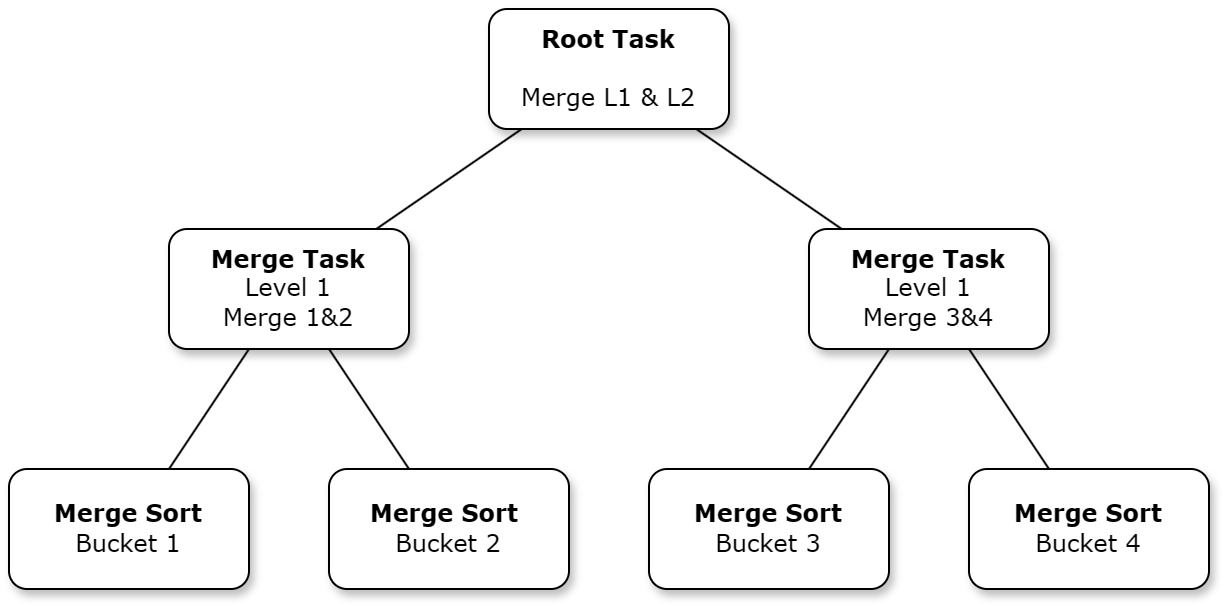 Root Task
Merge L1 & L2
Merge Task
Level 1
Merge 1&2
Merge Task
Level 1
Merge 3&4
Merge Sort
Bucket 1
Merge Sort
Bucket 2
Merge Sort
Bucket 3
Merge Sort
Bucket 4